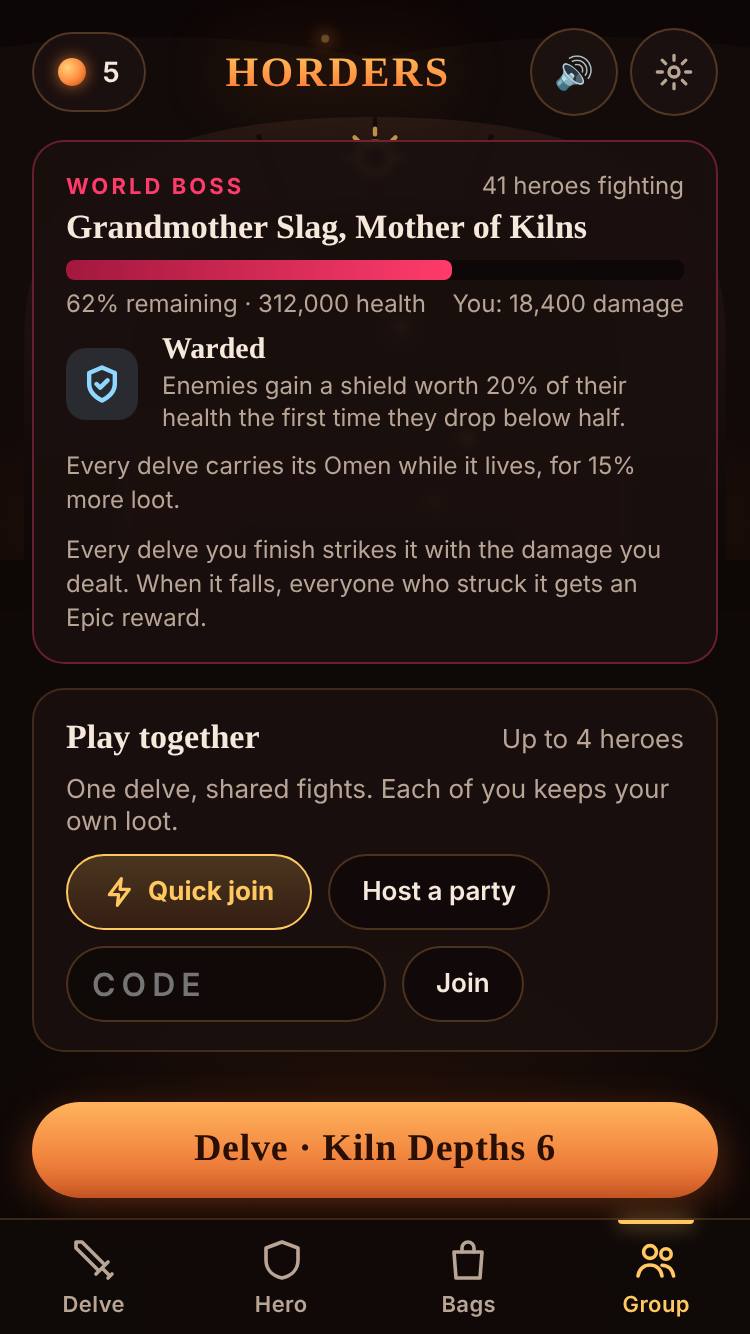 5
HORDERS
WORLD BOSS
41 heroes fighting
Grandmother Slag, Mother of Kilns
62% remaining · 312,000 health
You: 18,400 damage
Warded
Enemies gain a shield worth 20% of their
health the first time they drop below half.
Every delve carries its Omen while it lives, for 15%
more loot.
Every delve you finish strikes it with the damage you
dealt. When it falls, everyone who struck it gets an
Epic reward.
Play together
Up to 4 heroes
One delve, shared fights. Each of you keeps your
own loot.
Quick join
Host a party
CODE
Join
Delve · Kiln Depths 6
Delve
Hero
Bags
Group